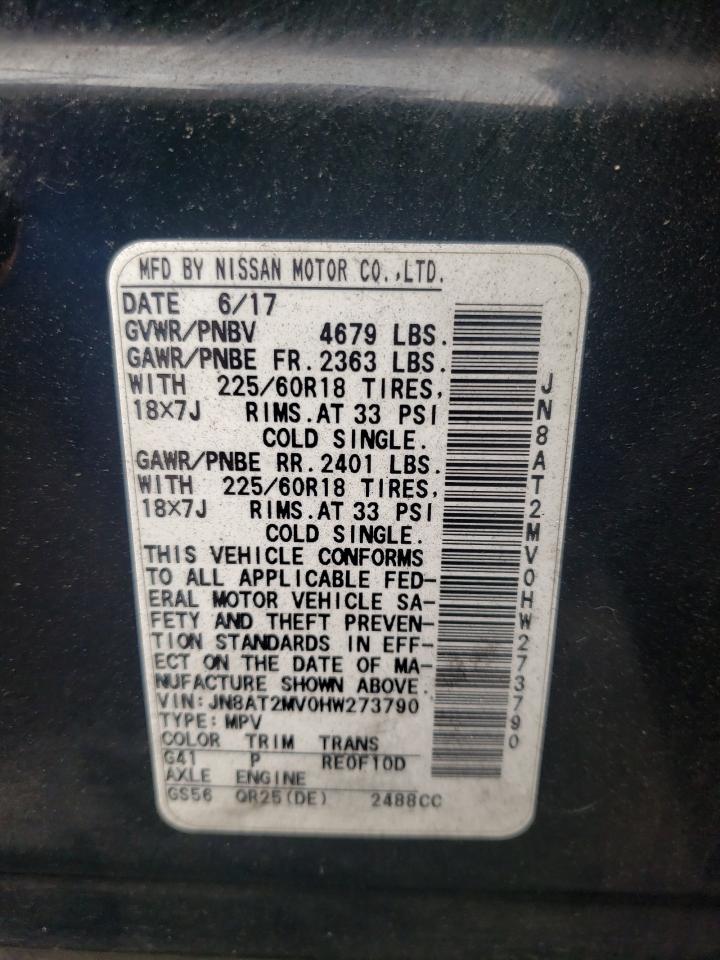 MFD BY NISSAN MOTOR CO.,LTD.
DATE 6/17
GVWR/PNBV 4679 LBS.
GAWR/PNBE FR. 2363 LBS.
WITH 225/60R18 TIRES,
18X7J RIMS. AT 33 PSI
COLD SINGLE.
GAWR/PNBE RR. 2401 LBS.
WITH 225/60R18 TIRES,
18X7J RIMS. AT 33 PSI
COLD SINGLE.
THIS VEHICLE CONFORMS
TO ALL APPLICABLE FED-
ERAL MOTOR VEHICLE SA-
FETY AND THEFT PREVEN-
TION STANDARDS IN EFF-
ECT ON THE DATE OF MA-
NUFACTURE SHOWN ABOVE.
VIN: JN8AT2MV0HW273790
TYPE: MPV
COLOR TRIM TRANS
G41 P RE0F10D
AXLE ENGINE
GS56 QR25(DE) 2488CC
JN8AT2MV0HW273790